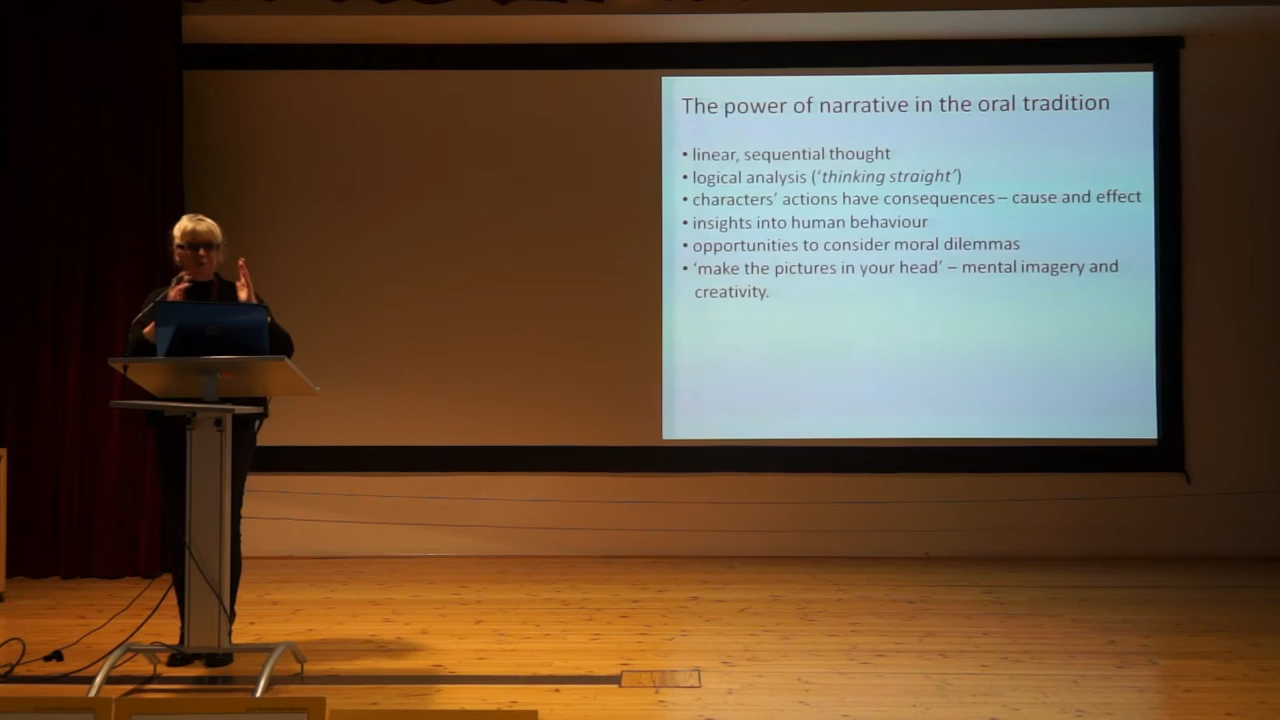 The power of narrative in the oral tradition
• linear, sequential thought
• logical analysis (‘thinking straight’)
• characters’ actions have consequences – cause and effect
• insights into human behaviour
• opportunities to consider moral dilemmas
• ‘make the pictures in your head’ – mental imagery and
creativity.